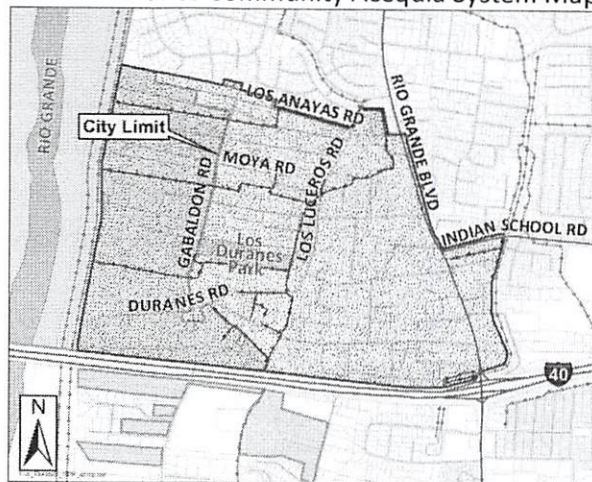 Community Acequia System Map
RIO GRANDE
LOS ANAYAS RD
RIO GRANDE BLVD
City Limit
MOYA RD
GABALDON RD
LOS LUCEROS RD
INDIAN SCHOOL RD
Los
Duranes
Park
DURANES RD
40
N